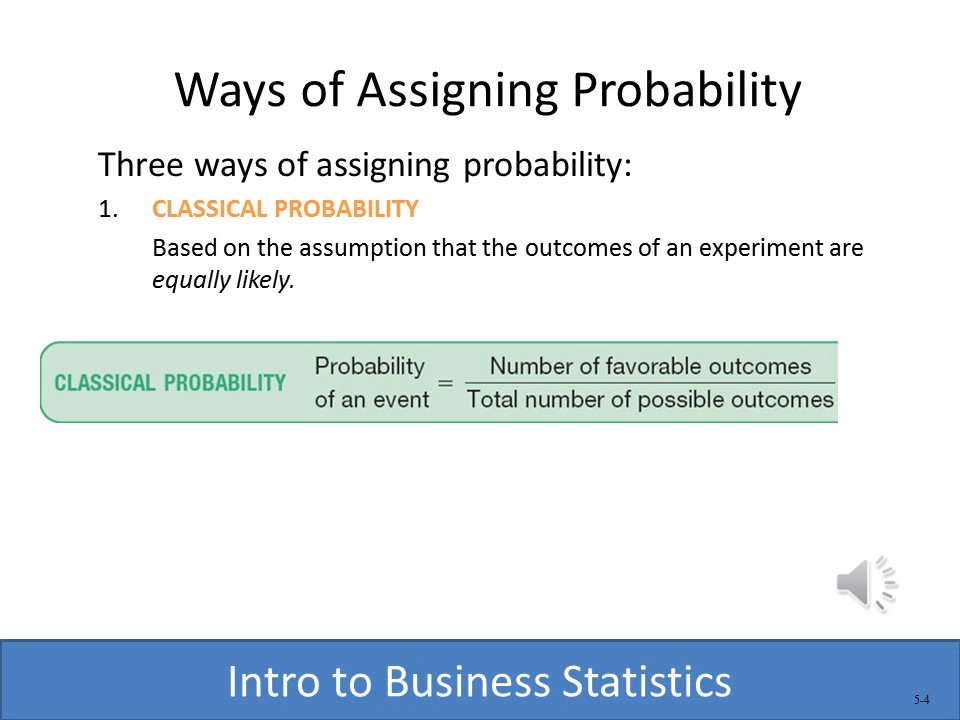 Ways of Assigning Probability
Three ways of assigning probability:
1. CLASSICAL PROBABILITY
Based on the assumption that the outcomes of an experiment are
equally likely.
CLASSICAL PROBABILITY
Probability
of an event
=
Number of favorable outcomes
Total number of possible outcomes
Intro to Business Statistics
5-4